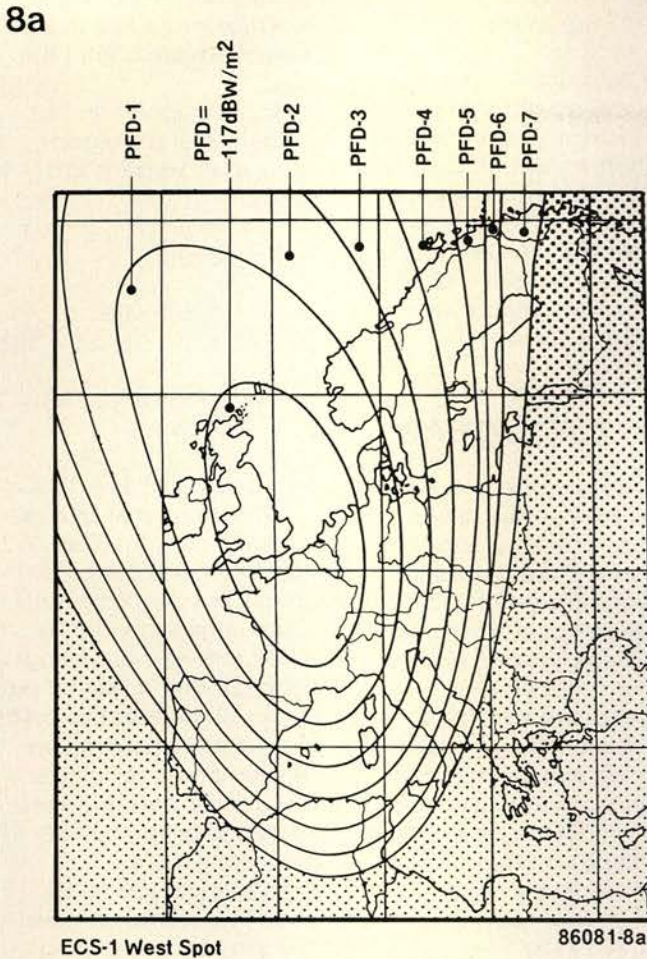 8a
PFD-1
PFD=
-117dBW/m²
PFD-2
PFD-3
PFD-4
PFD-5
PFD-6
PFD-7
ECS-1 West Spot
86081-8a